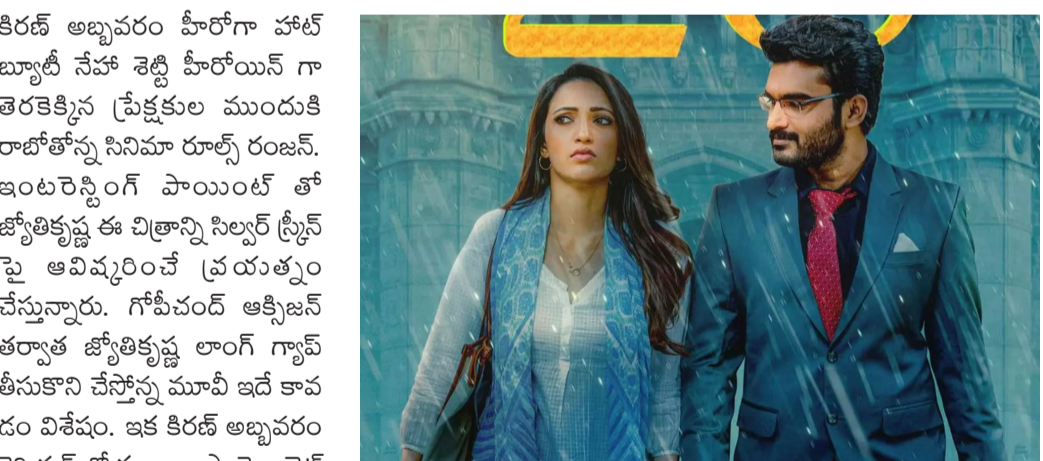 కిరణ్ అబ్బవరం హీరోగా హాట్
బ్యూటీ నేహా శెట్టి హీరోయిన్ గా
తెరకెక్కిన ప్రేక్షకుల ముందుకి
రాబోతోన్న సినిమా రూల్స్ రంజన్.
ఇంటరెస్టింగ్ పాయింట్ తో
జ్యోతికృష్ణ ఈ చిత్రాన్ని సిల్వర్ స్క్రీన్
పై ఆవిష్కరించే ప్రయత్నం
చేస్తున్నారు. గోపీచంద్ ఆక్సిజన్
తర్వాత జ్యోతికృష్ణ లాంగ్ గ్యాప్
తీసుకొని చేస్తోన్న మూవీ ఇదే కావ
డం విశేషం. ఇక కిరణ్ అబ్బవరం